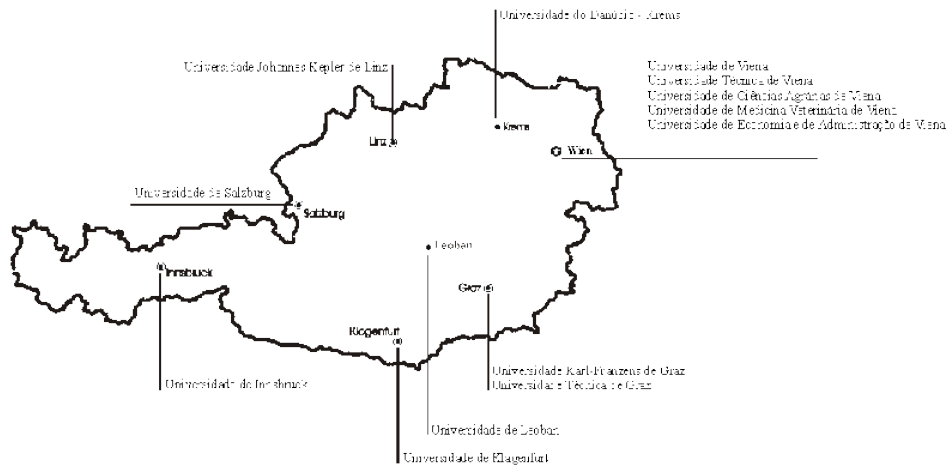 Universidade do Danúbio - Krems
Universidade Johannes Kepler de Linz
Universidade de Viena
Universidade Técnica de Viena
Universidade de Ciências Agrárias de Viena
Universidade de Medicina Veterinária de Viena
Universidade de Economia e de Administração de Viena
Krems
Linz
Wien
Universidade de Salzburg
Salzburg
Leoban
Innsbruck
Graz
Klagenfurt
Universidade Karl-Franzens de Graz
Universidade Técnica de Graz
Universidade de Innsbruck
Universidade de Leoban
Universidade de Klagenfurt